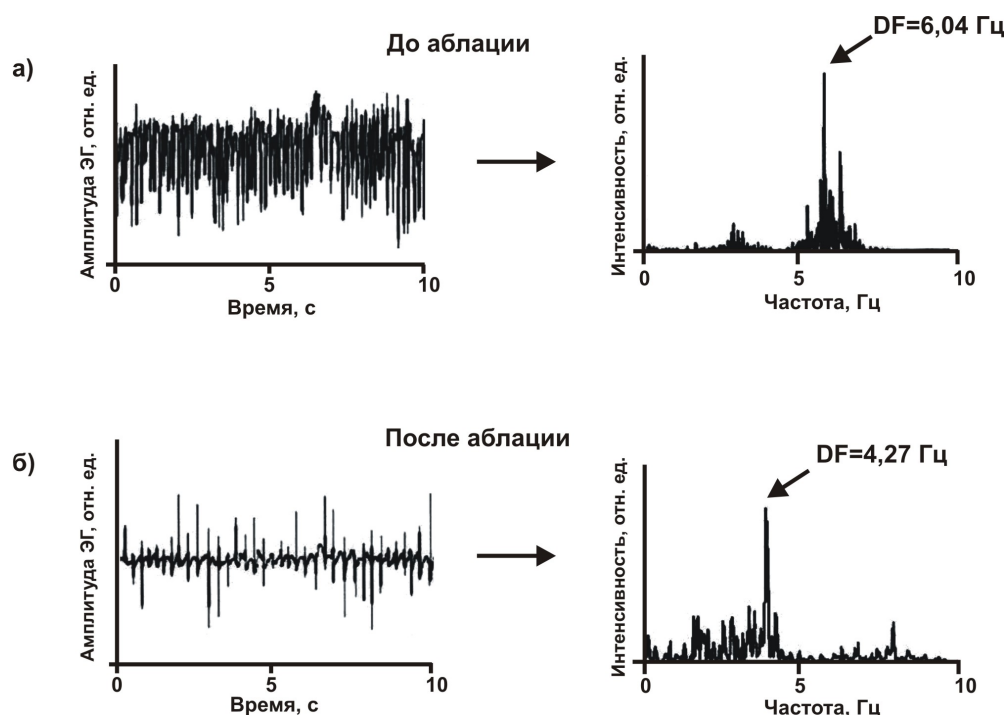 До аблации
DF=6,04 Гц
а)
Амплитуда ЭГ, отн. ед.
0 5 10
Время, с
Интенсивность, отн. ед.
0 5 10
Частота, Гц
После аблации
DF=4,27 Гц
б)
Амплитуда ЭГ, отн. ед.
0 5 10
Время, с
Интенсивность, отн. ед.
0 5 10
Частота, Гц